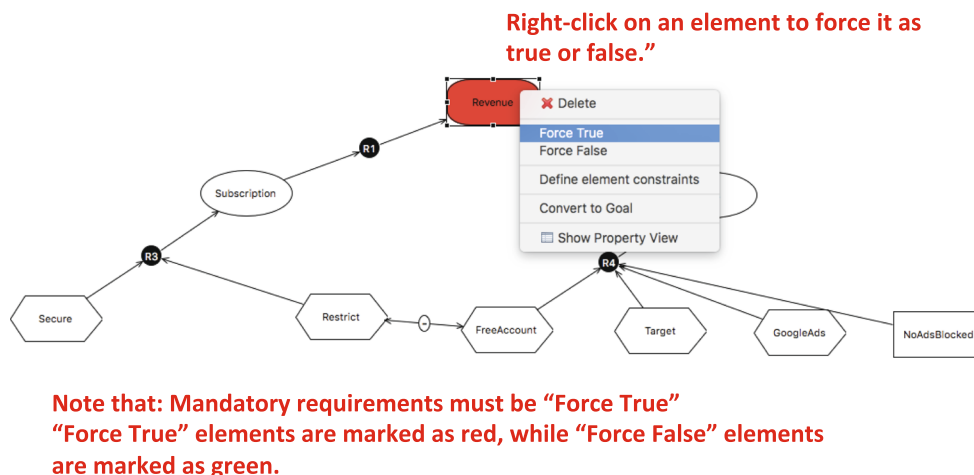 Right-click on an element to force it as
true or false.”
Revenue
Delete
Force True
Force False
Define element constraints
Convert to Goal
Show Property View
R1
Subscription
R3
R4
Secure
Restrict
-
FreeAccount
Target
GoogleAds
NoAdsBlocked
Note that: Mandatory requirements must be “Force True”
“Force True” elements are marked as red, while “Force False” elements
are marked as green.